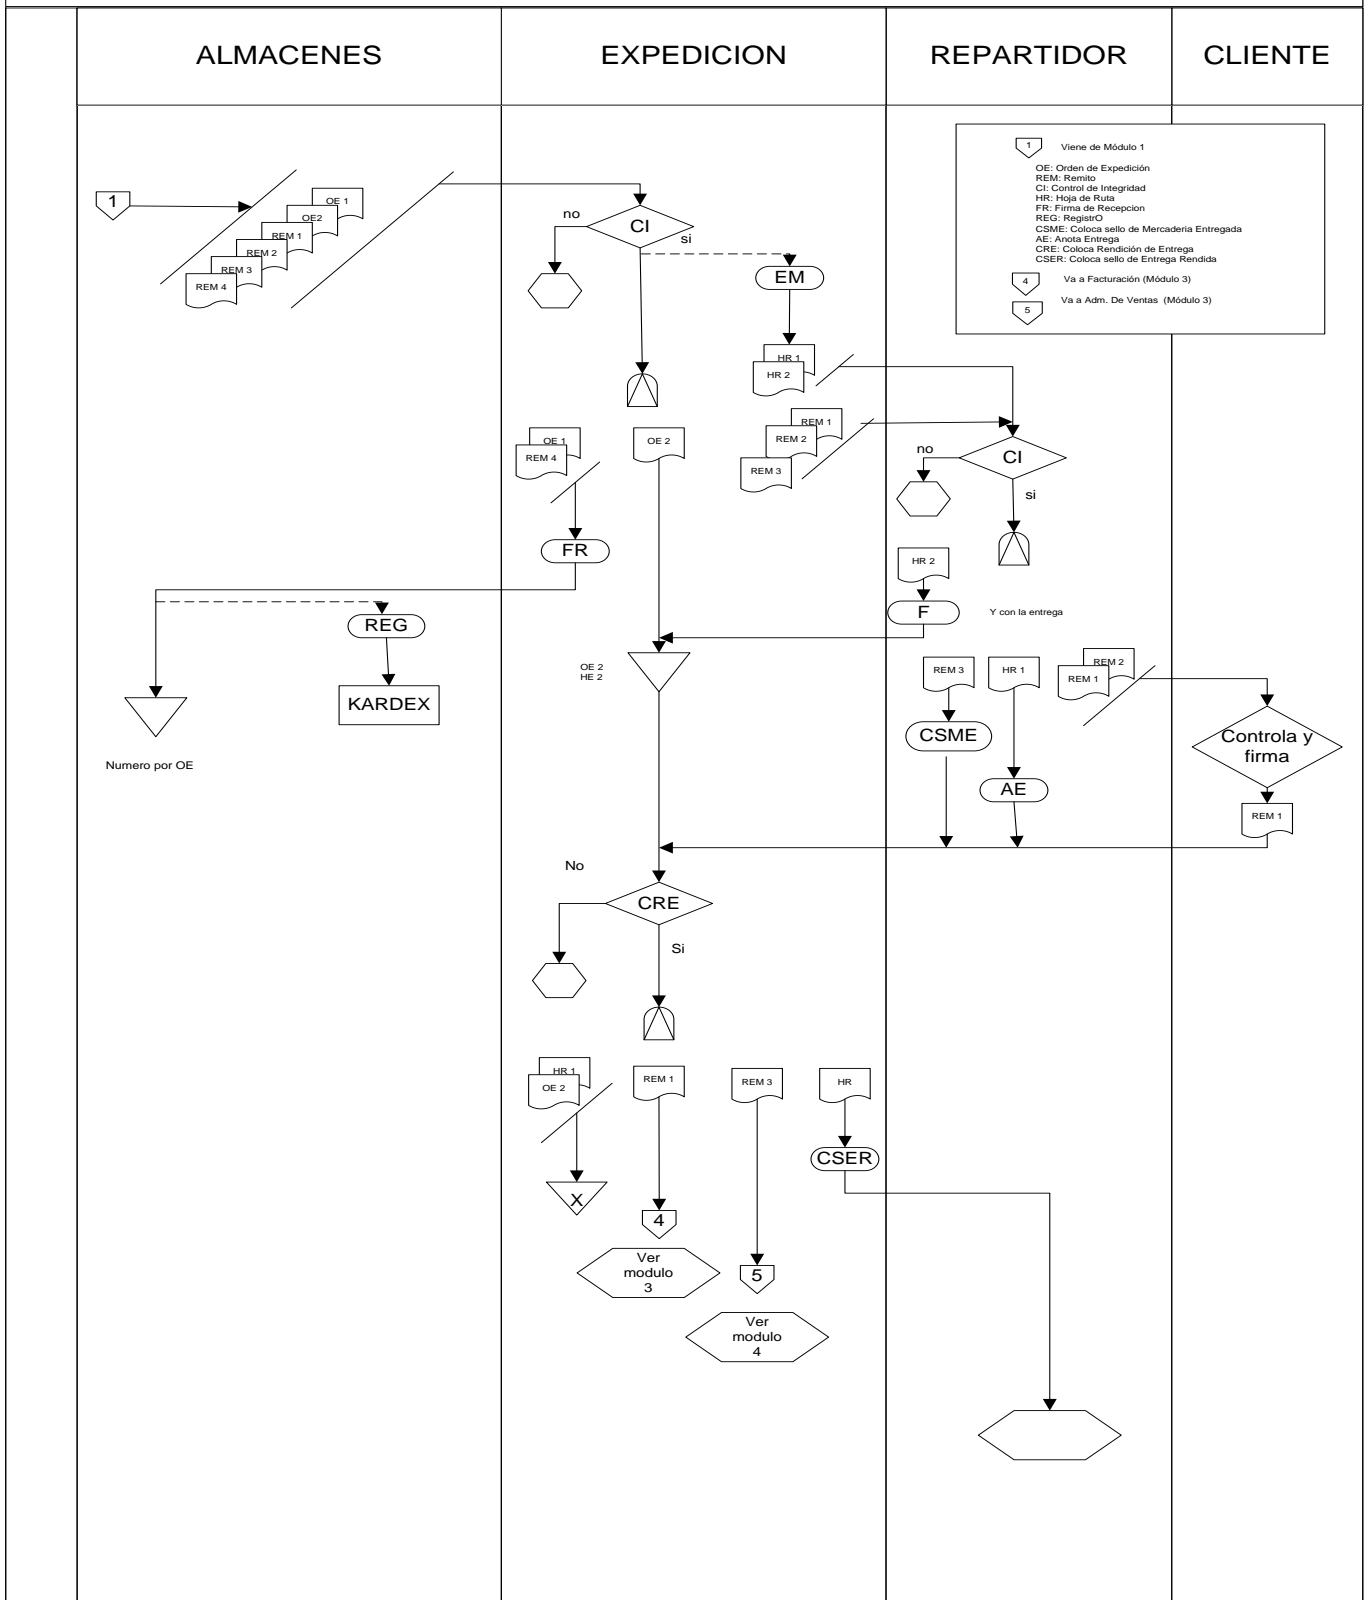 ALMACENES
EXPEDICION
REPARTIDOR
CLIENTE
1
Viene de Módulo 1
OE: Orden de Expedición
REM: Remito
CI: Control de Integridad
HR: Hoja de Ruta
FR: Firma de Recepcion
REG: RegistrO
CSME: Coloca sello de Mercaderia Entregada
AE: Anota Entrega
CRE: Coloca Rendición de Entrega
CSER: Coloca sello de Entrega Rendida
4
Va a Facturación (Módulo 3)
5
Va a Adm. De Ventas (Módulo 3)
1
OE 1
OE2
REM 1
REM 2
REM 3
REM 4
no
CI
si
EM
HR 1
HR 2
OE 1
REM 4
OE 2
REM 1
REM 2
REM 3
no
CI
si
FR
HR 2
F
Y con la entrega
REG
KARDEX
Numero por OE
OE 2
HE 2
REM 3
HR 1
REM 2
REM 1
CSME
AE
Controla y
firma
REM 1
No
CRE
Si
HR 1
OE 2
REM 1
REM 3
HR
CSER
X
4
Ver
modulo
3
5
Ver
modulo
4